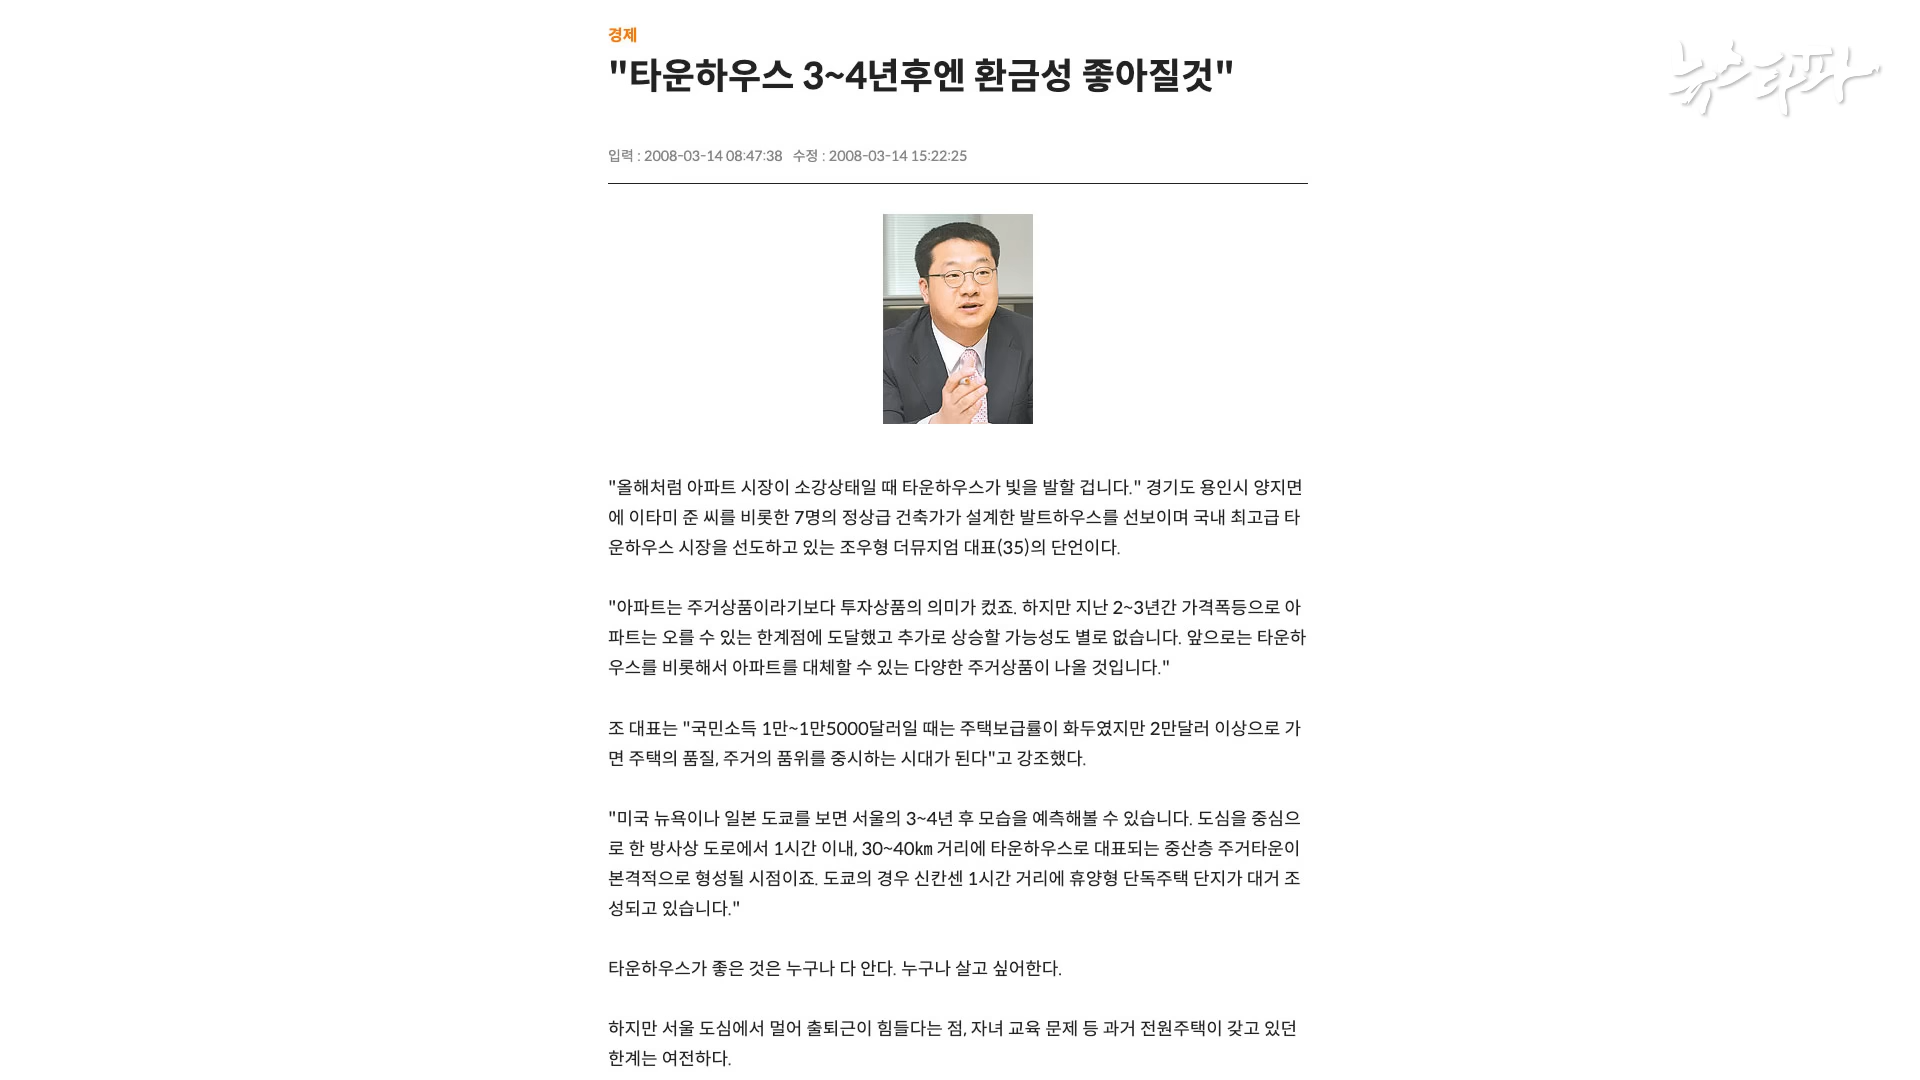 경제
"타운하우스 3~4년후엔 환금성 좋아질것"
뉴스타파
입력 : 2008-03-14 08:47:38 수정 : 2008-03-14 15:22:25
"올해처럼 아파트 시장이 소강상태일 때 타운하우스가 빛을 발할 겁니다." 경기도 용인시 양지면
에 이타미 준 씨를 비롯한 7명의 정상급 건축가가 설계한 발트하우스를 선보이며 국내 최고급 타
운하우스 시장을 선도하고 있는 조우형 더뮤지엄 대표(35)의 단언이다.
"아파트는 주거상품이라기보다 투자상품의 의미가 컸죠. 하지만 지난 2~3년간 가격폭등으로 아
파트는 오를 수 있는 한계점에 도달했고 추가로 상승할 가능성도 별로 없습니다. 앞으로는 타운하
우스를 비롯해서 아파트를 대체할 수 있는 다양한 주거상품이 나올 것입니다."
조 대표는 "국민소득 1만~1만5000달러일 때는 주택보급률이 화두였지만 2만달러 이상으로 가
면 주택의 품질, 주거의 품위를 중시하는 시대가 된다"고 강조했다.
"미국 뉴욕이나 일본 도쿄를 보면 서울의 3~4년 후 모습을 예측해볼 수 있습니다. 도심을 중심으
로 한 방사상 도로에서 1시간 이내, 30~40㎞ 거리에 타운하우스로 대표되는 중산층 주거타운이
본격적으로 형성될 시점이죠. 도쿄의 경우 신칸센 1시간 거리에 휴양형 단독주택 단지가 대거 조
성되고 있습니다."
타운하우스가 좋은 것은 누구나 다 안다. 누구나 살고 싶어한다.
하지만 서울 도심에서 멀어 출퇴근이 힘들다는 점, 자녀 교육 문제 등 과거 전원주택이 갖고 있던
한계는 여전하다.